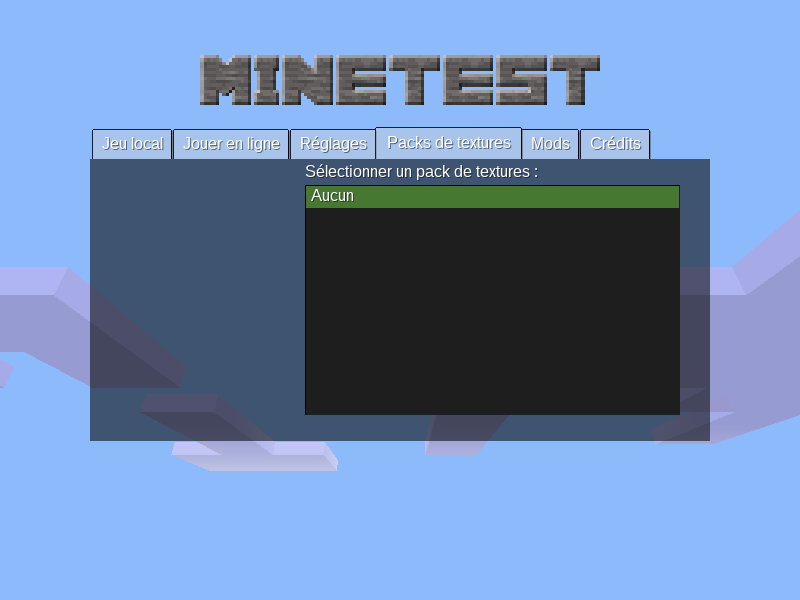 MINETEST
Jeu local Jouer en ligne Réglages Packs de textures Mods Crédits
Sélectionner un pack de textures :
Aucun